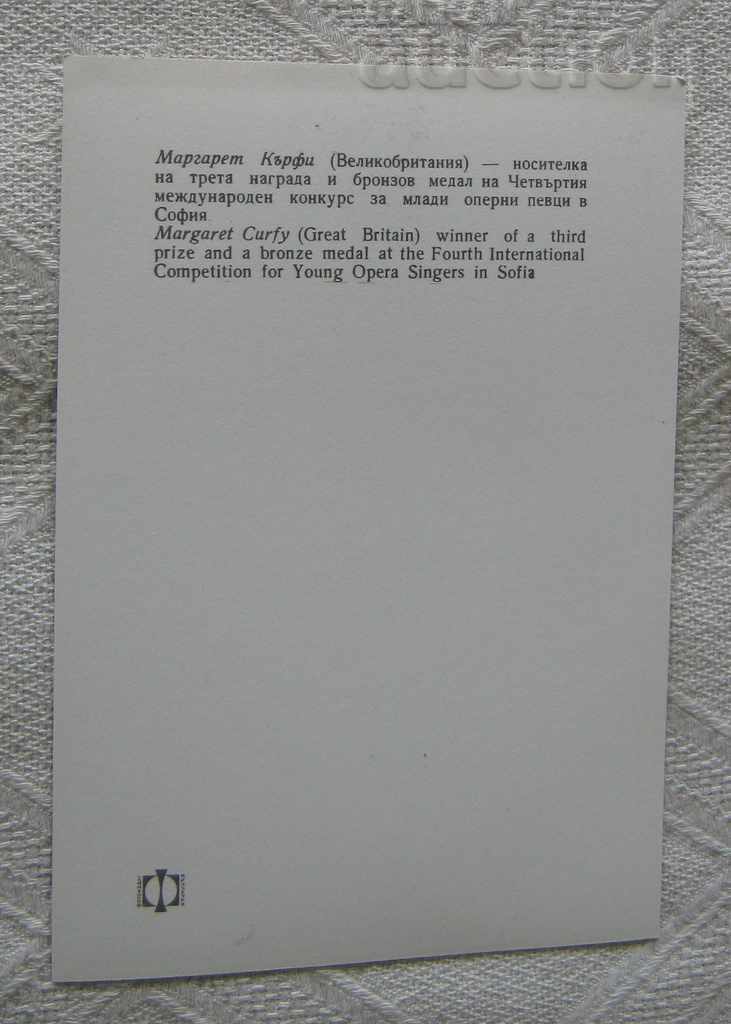 auction
Маргарет Кърфи (Великобритания) — носителка
на трета награда и бронзов медал на Четвъртия
международен конкурс за млади оперни певци в
София
Margaret Curfy (Great Britain) winner of a third
prize and a bronze medal at the Fourth International
Competition for Young Opera Singers in Sofia